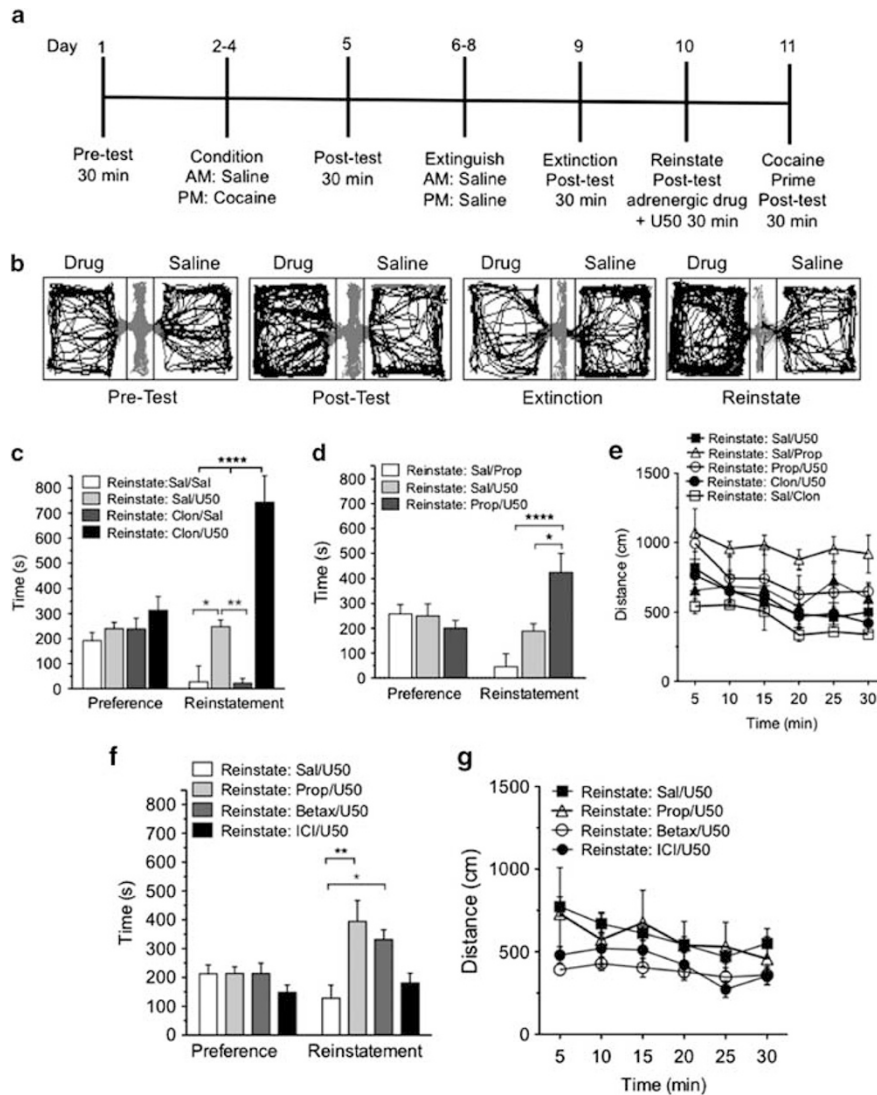 a
Day 1 2-4 5 6-8 9 10 11
Pre-test Condition Post-test Extinguish Extinction Reinstate Cocaine
30 min AM: Saline 30 min AM: Saline Post-test Post-test Prime
PM: Cocaine PM: Saline 30 min adrenergic drug Post-test
+ U50 30 min 30 min
b
Drug Saline Drug Saline Drug Saline Drug Saline
Pre-Test Post-Test Extinction Reinstate
c
Reinstate:Sal/Sal
Reinstate: Sal/U50
Reinstate: Clon/Sal
Reinstate: Clon/U50
****
* **
800
700
600
500
400
300
200
100
0
Time (s)
Preference Reinstatement
d
Reinstate: Sal/Prop
Reinstate: Sal/U50
Reinstate: Prop/U50
****
*
800
700
600
500
400
300
200
100
0
Time (s)
Preference Reinstatement
e
Reinstate: Sal/U50
Reinstate: Sal/Prop
Reinstate: Prop/U50
Reinstate: Clon/U50
Reinstate: Sal/Clon
1500
1000
500
0
Distance (cm)
5 10 15 20 25 30
Time (min)
f
Reinstate: Sal/U50
Reinstate: Prop/U50
Reinstate: Betax/U50
Reinstate: ICI/U50
**
*
800
700
600
500
400
300
200
100
0
Time (s)
Preference Reinstatement
g
Reinstate: Sal/U50
Reinstate: Prop/U50
Reinstate: Betax/U50
Reinstate: ICI/U50
1500
1000
500
0
Distance (cm)
5 10 15 20 25 30
Time (min)